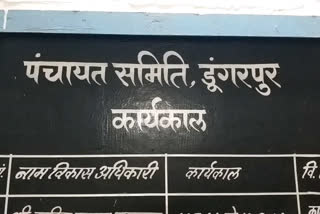 पंचायत समिति, डूंगरपुर
कार्यकाल
नाम विकास अधिकारी कार्यकाल वि.